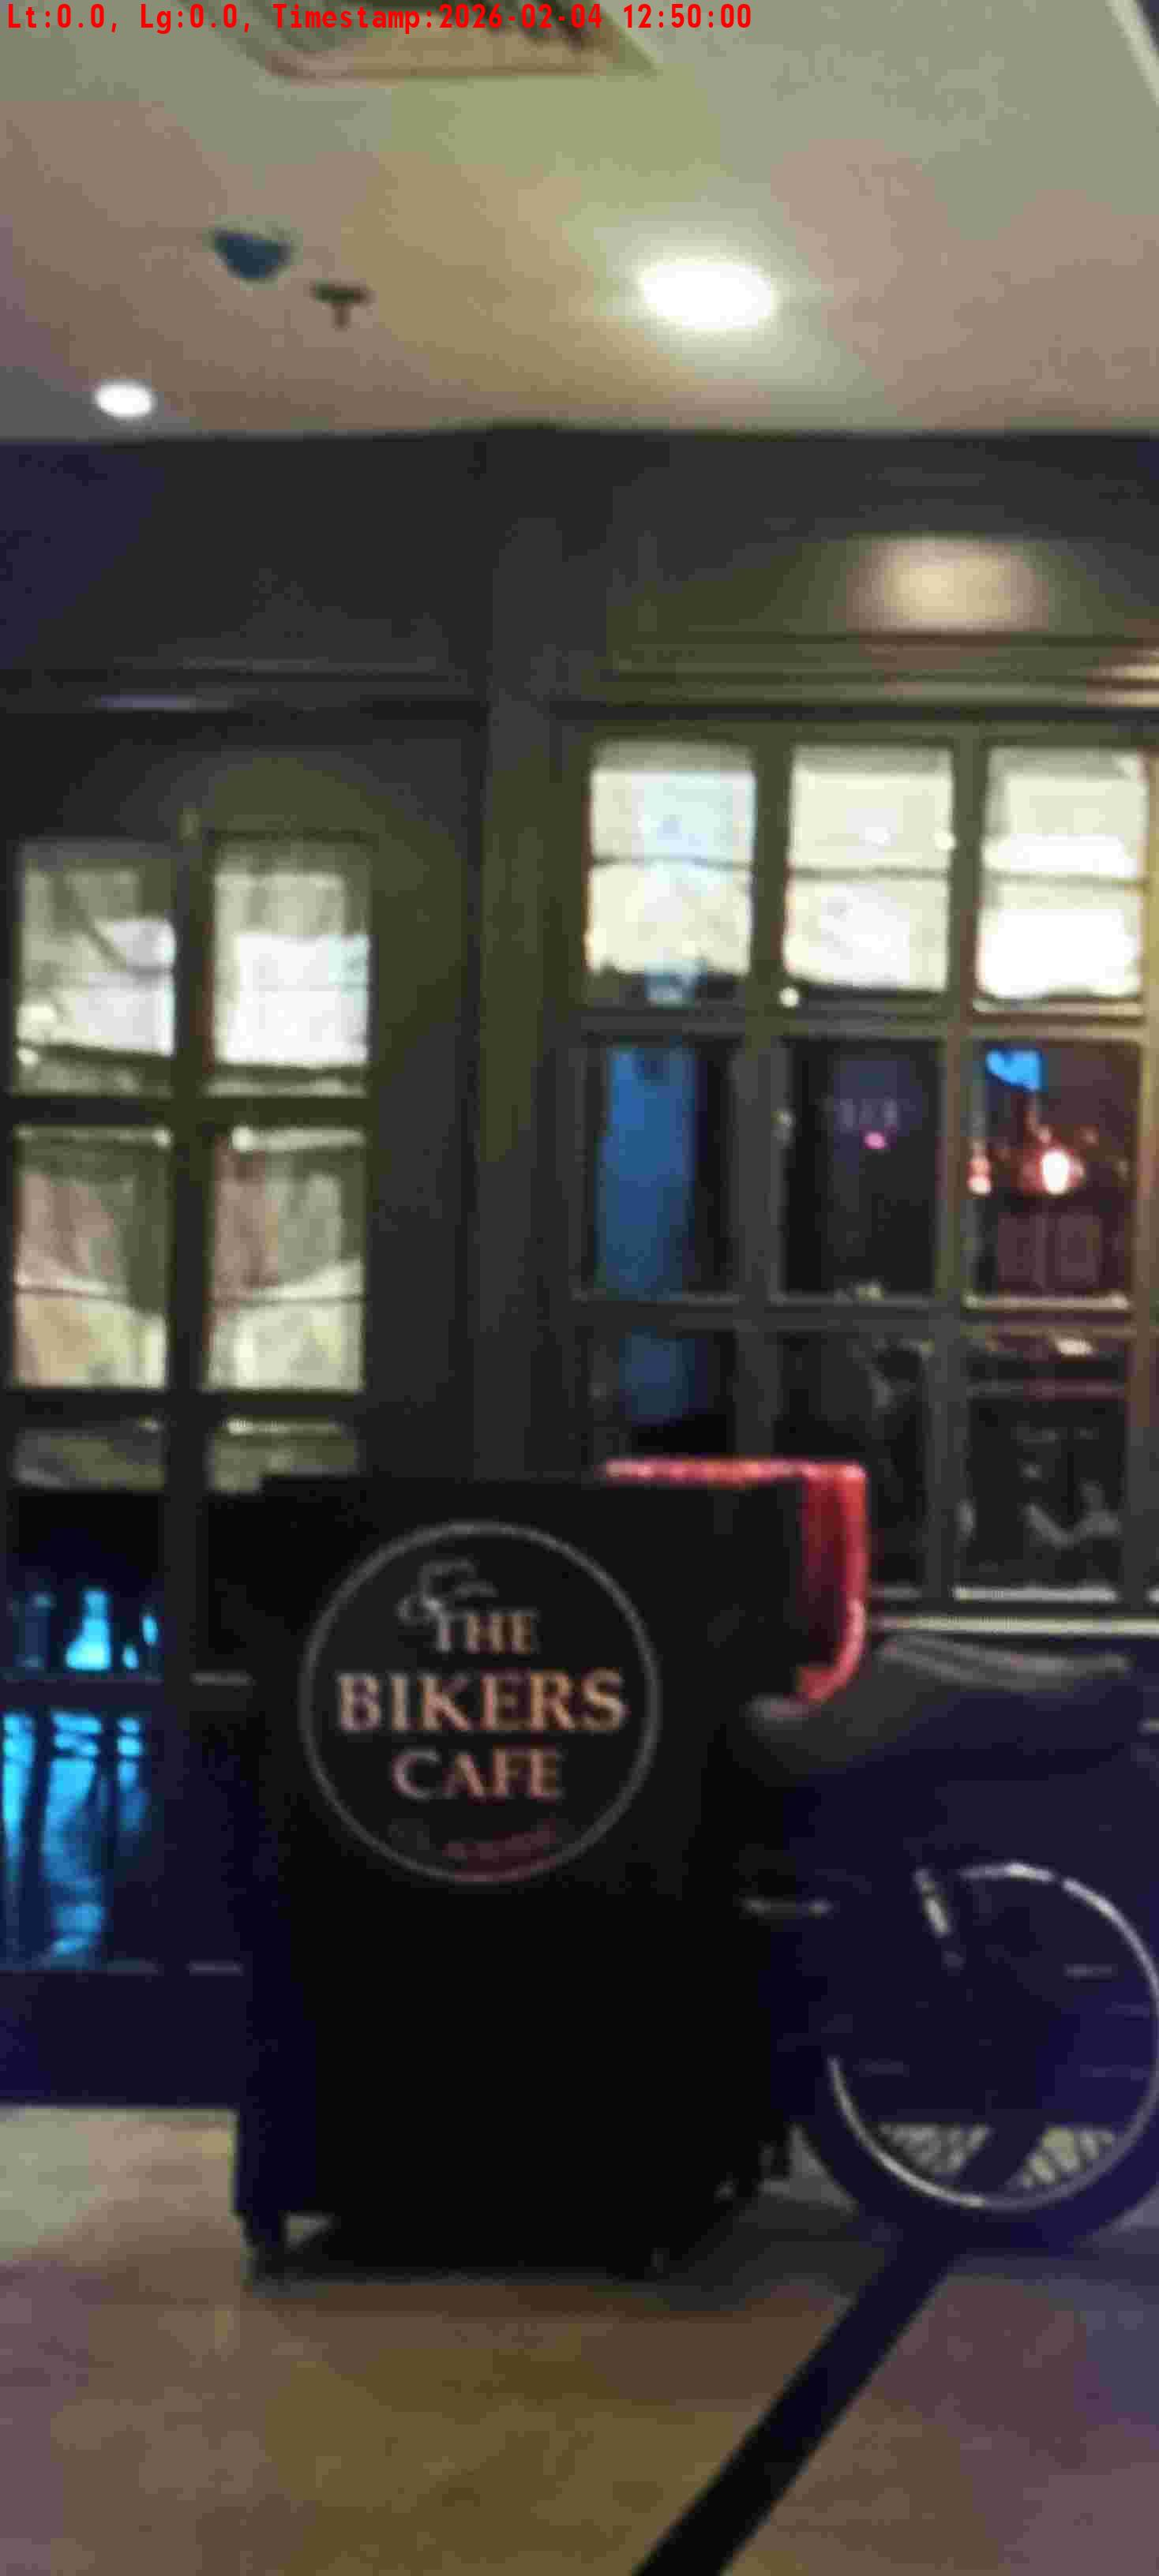 Lt:0.0, Lg:0.0, Timestamp:2026-02-04 12:50:00
THE
BIKERS
CAFE